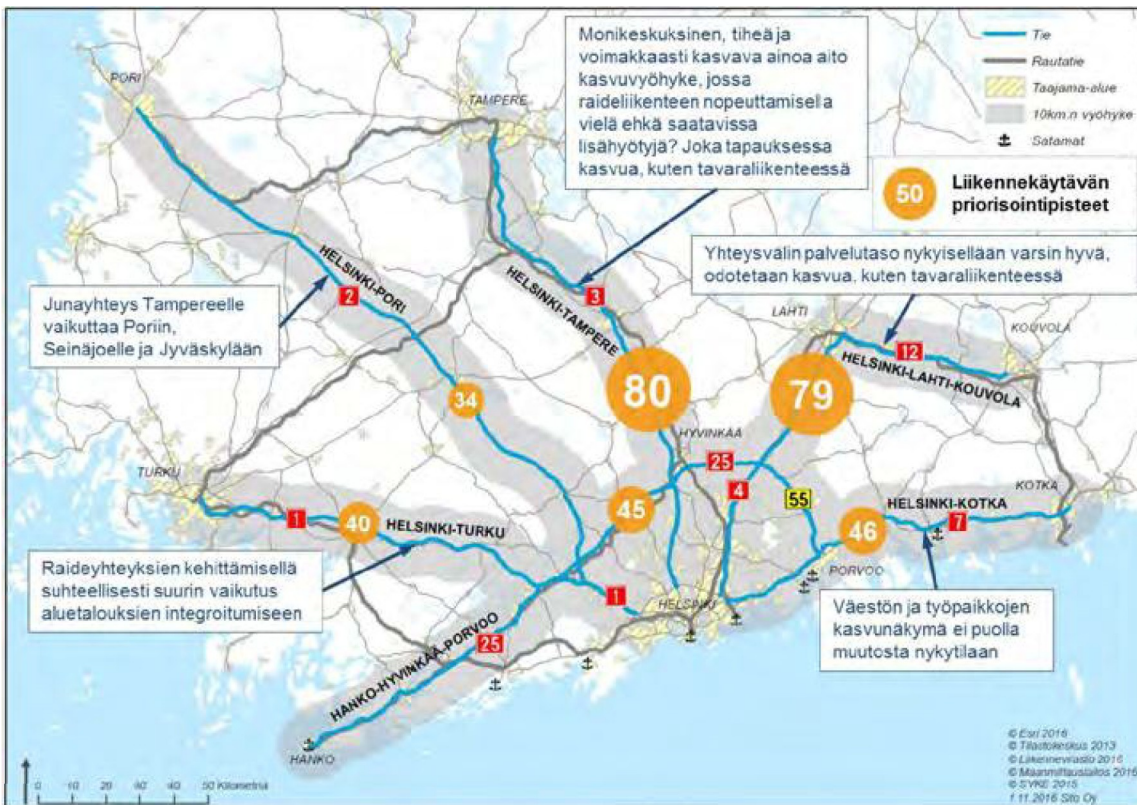 Monikeskuksinen, tiheä ja
voimakkaasti kasvava ainoa aito
kasvuvyöhyke, jossa
raideliikenteen nopeuttamisella
vielä ehkä saatavissa
lisähyötyjä? Joka tapauksessa
kasvua, kuten tavaraliikenteessä
Tie
Rautatie
Taajama-alue
10km:n vyöhyke
Satamat
50
Liikennekäytävän
priorisointipisteet
Yhteysvälin palvelutaso nykyisellään varsin hyvä,
odotetaan kasvua, kuten tavaraliikenteessä
PORI
TAMPERE
Junayhteys Tampereelle
vaikuttaa Poriin,
Seinäjoelle ja Jyväskylään
HELSINKI-PORI
2
HELSINKI-TAMPERE
3
LAHTI
KOUVOLA
12
HELSINKI-LAHTI-KOUVOLA
34
80
79
HYVINKÄÄ
25
4
55
TURKU
1
40
HELSINKI-TURKU
45
46
HELSINKI-KOTKA
7
KOTKA
PORVOO
HELSINKI
1
Raideyhteyksien kehittämisellä
suhteellisesti suurin vaikutus
aluetalouksien integroitumiseen
Väestön ja työpaikkojen
kasvunäkymä ei puolla
muutosta nykytilaan
25
HANKO-HYVINKÄÄ-PORVOO
HANKO
0 10 20 30 40 50 Kilometriä
© Esri 2016
© Tilastokeskus 2013
© Liikennevirasto 2016
© Maanmittauslaitos 2016
© SYKE 2015
1.11.2016 Sito Oy